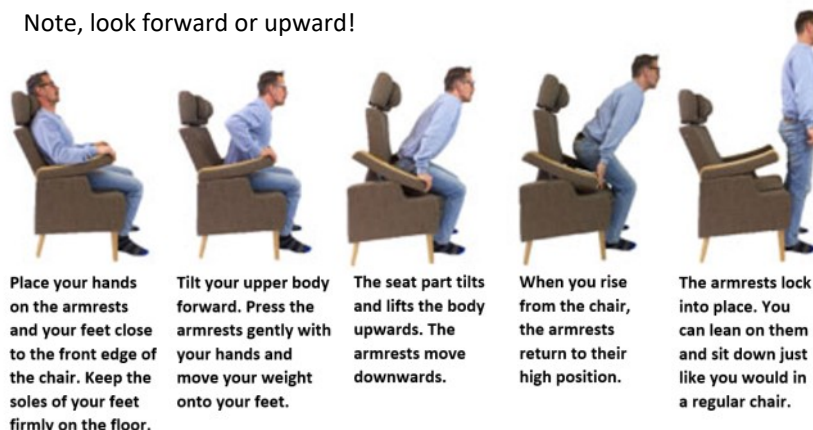 Note, look forward or upward!
Place your hands
on the armrests
and your feet close
to the front edge of
the chair. Keep the
soles of your feet
firmly on the floor.
Tilt your upper body
forward. Press the
armrests gently with
your hands and
move your weight
onto your feet.
The seat part tilts
and lifts the body
upwards. The
armrests move
downwards.
When you rise
from the chair,
the armrests
return to their
high position.
The armrests lock
into place. You
can lean on them
and sit down just
like you would in
a regular chair.